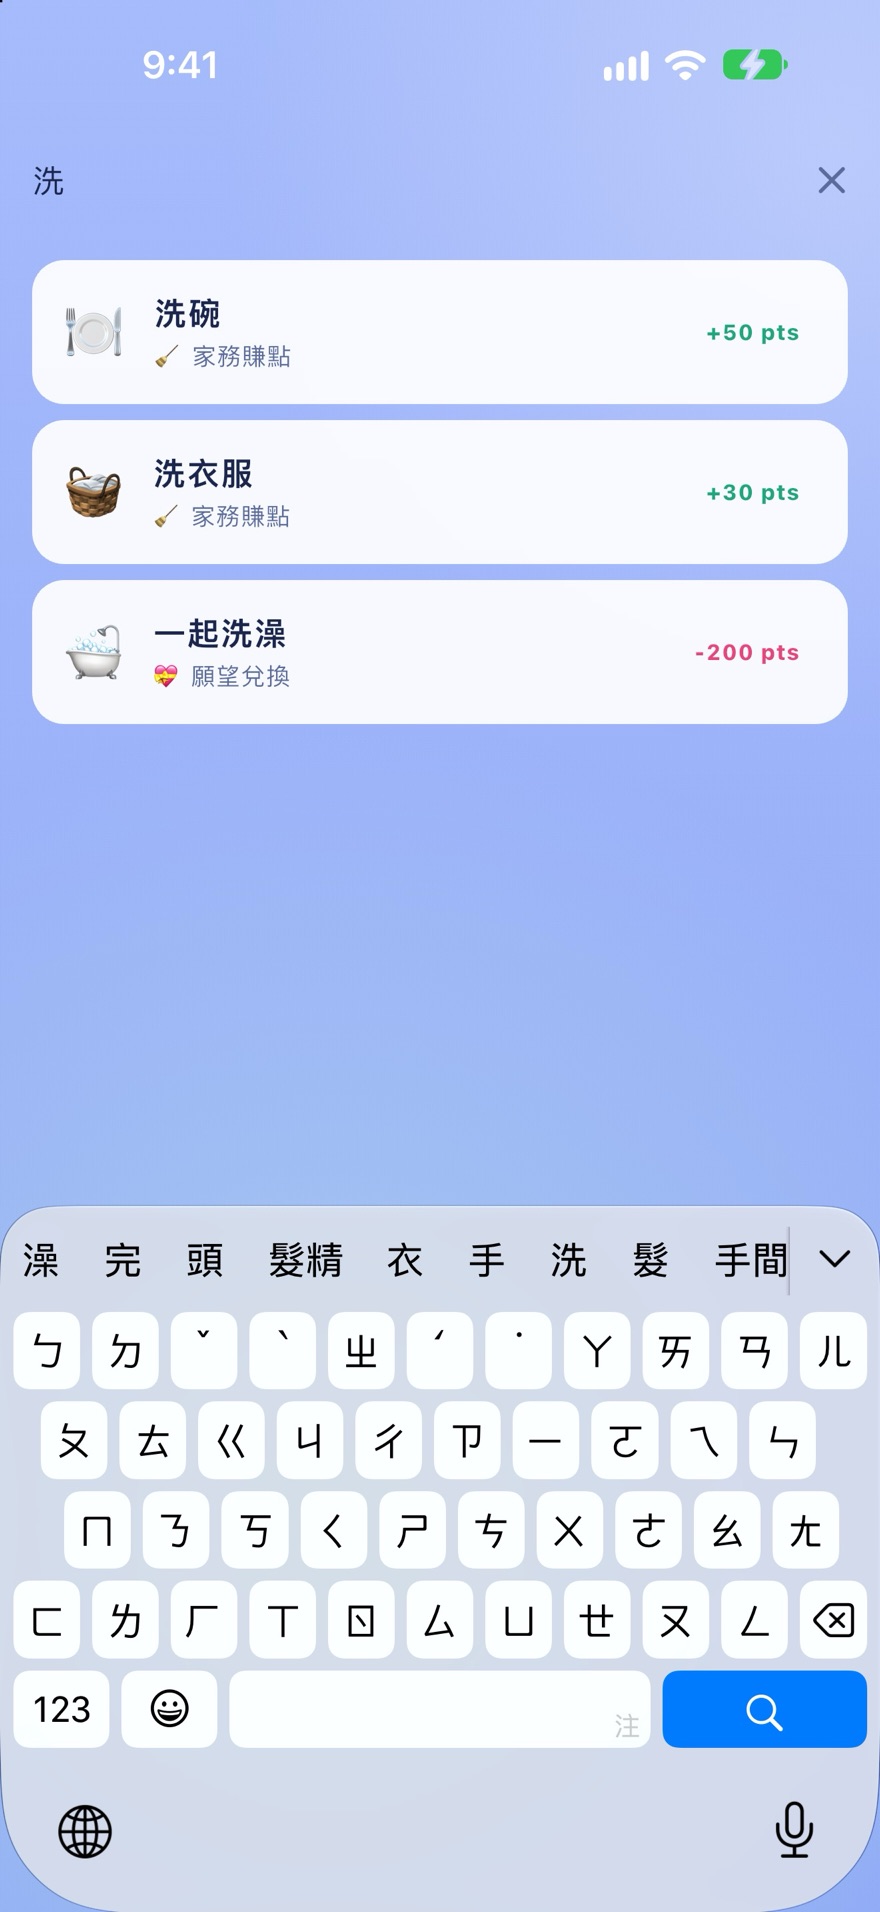 9:41
洗
洗碗
家務賺點
+50 pts
洗衣服
家務賺點
+30 pts
一起洗澡
願望兌換
-200 pts
澡 完 頭 髮精 衣 手 洗 髮 手間
ㄅ ㄉ ˇ ˋ ㄓ ˊ ˙ ㄚ ㄞ ㄢ ㄦ
ㄆ ㄊ ㄍ ㄐ ㄔ ㄗ ㄧ ㄛ ㄟ ㄣ
ㄇ ㄋ ㄎ ㄑ ㄕ ㄘ ㄨ ㄜ ㄠ ㄤ
ㄈ ㄌ ㄏ ㄒ ㄖ ㄙ ㄩ ㄝ ㄡ ㄥ
123 注